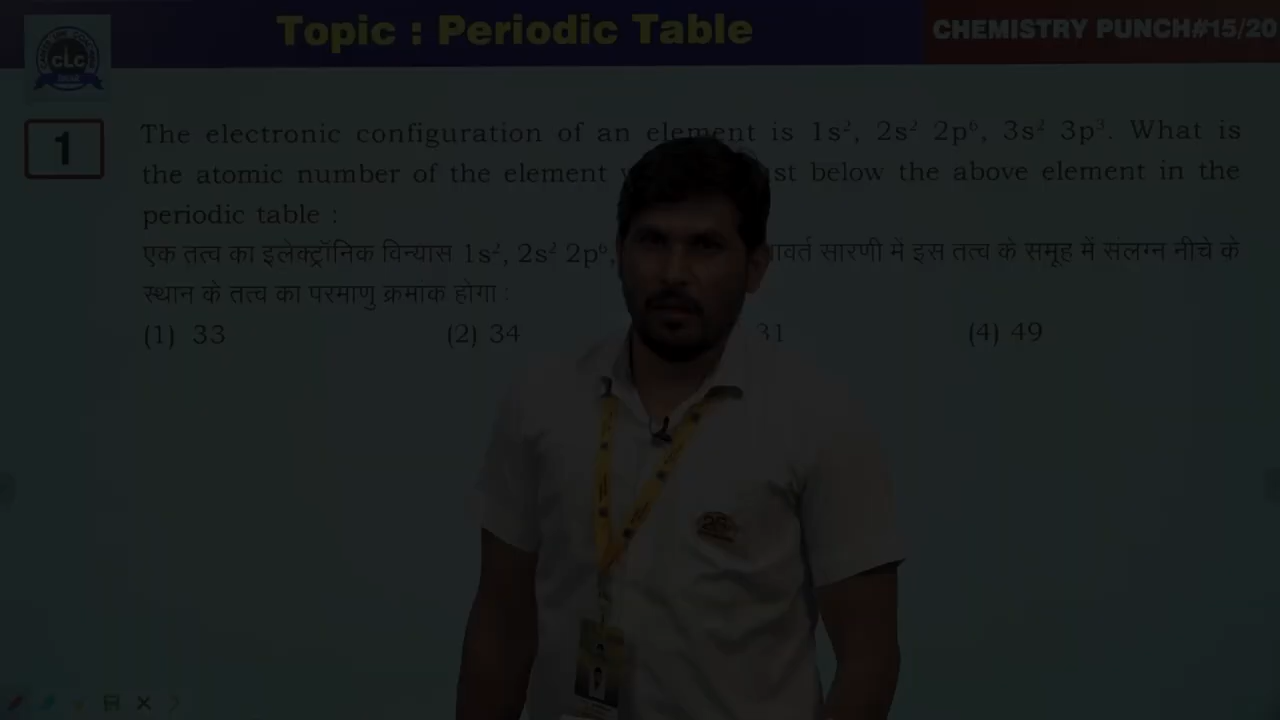 Topic : Periodic Table
CHEMISTRY PUNCH#15/20
CLC
1
The electronic configuration of an element is 1s², 2s² 2p⁶, 3s² 3p³. What is
the atomic number of the element below the above element in the
periodic table :
एक तत्व का इलेक्ट्रॉनिक विन्यास 1s², 2s² 2p⁶, सारणी में इस तत्व के समूह में संलग्न नीचे के
स्थान के तत्व का परमाणु क्रमाक होगा :
(1) 33 (2) 34 31 (4) 49